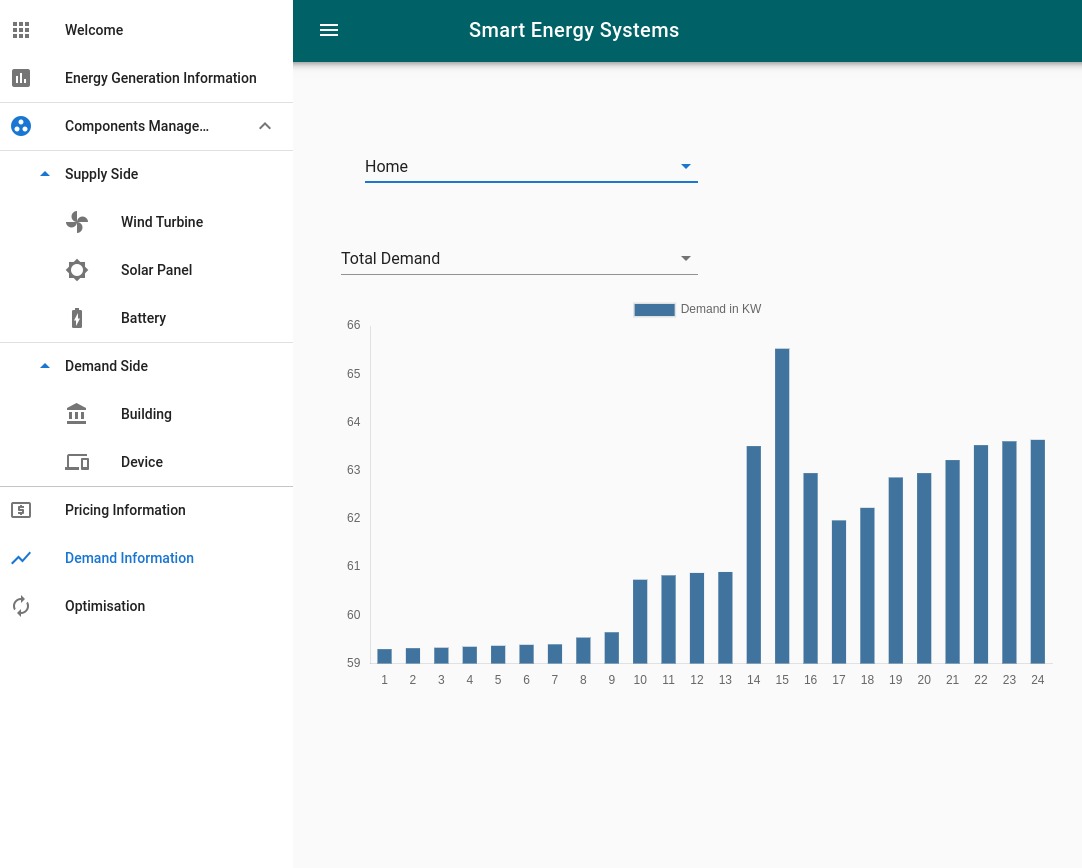 Welcome
Energy Generation Information
Components Manage...
Supply Side
Wind Turbine
Solar Panel
Battery
Demand Side
Building
Device
Pricing Information
Demand Information
Optimisation
Smart Energy Systems
Home
Total Demand
Demand in KW
66
65
64
63
62
61
60
59
1 2 3 4 5 6 7 8 9 10 11 12 13 14 15 16 17 18 19 20 21 22 23 24